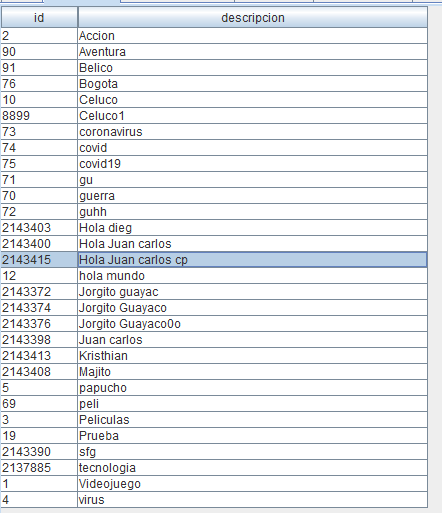 id descripcion
2 Accion
90 Aventura
91 Belico
76 Bogota
10 Celuco
8899 Celuco1
73 coronavirus
74 covid
75 covid19
71 gu
70 guerra
72 guhh
2143403 Hola dieg
2143400 Hola Juan carlos
2143415 Hola Juan carlos cp
12 hola mundo
2143372 Jorgito guayac
2143374 Jorgito Guayaco
2143376 Jorgito Guayaco0o
2143398 Juan carlos
2143413 Kristhian
2143408 Majito
5 papucho
69 peli
3 Peliculas
19 Prueba
2143390 sfg
2137885 tecnologia
1 Videojuego
4 virus